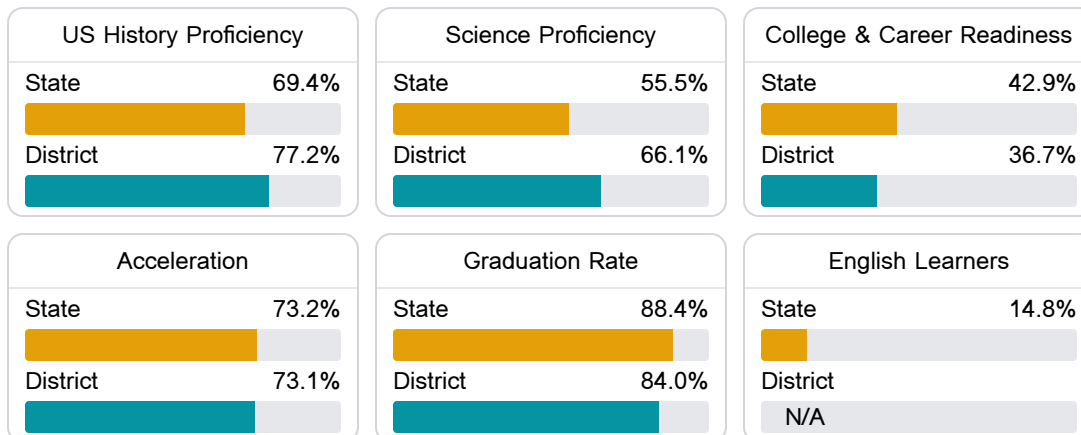 US History Proficiency
State 69.4%
District 77.2%
Science Proficiency
State 55.5%
District 66.1%
College & Career Readiness
State 42.9%
District 36.7%
Acceleration
State 73.2%
District 73.1%
Graduation Rate
State 88.4%
District 84.0%
English Learners
State 14.8%
District
N/A